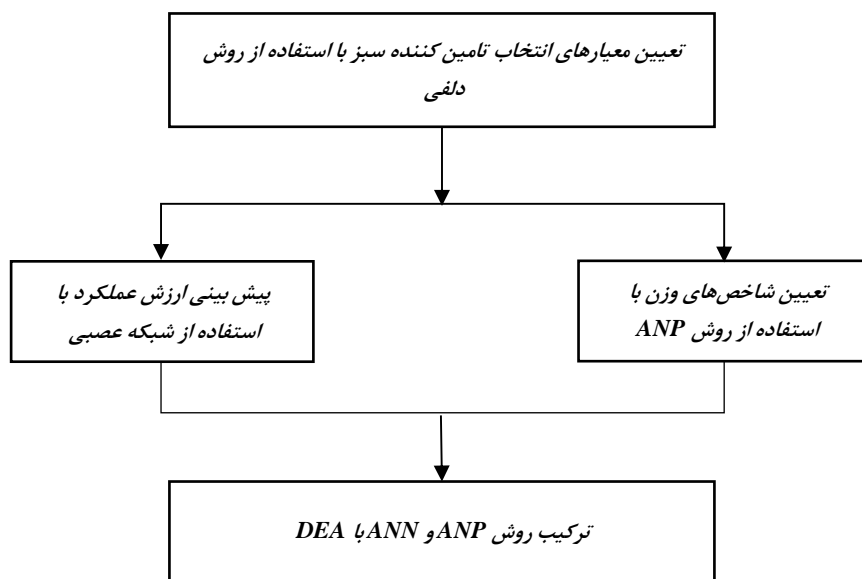 تعیین معیارهای انتخاب تامین کننده سبز با استفاده از روش
دلفی
تعیین شاخص‌های وزن با
استفاده از روش ANP
پیش بینی ارزش عملکرد با
استفاده از شبکه عصبی
ترکیب روش ANP و ANN با DEA